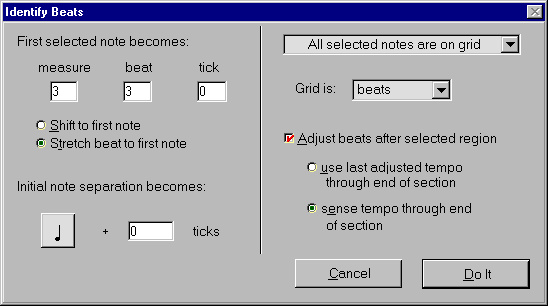 Identify Beats
First selected note becomes:
measure beat tick
3 3 0
Shift to first note
Stretch beat to first note
Initial note separation becomes:
+ 0 ticks
All selected notes are on grid
Grid is: beats
Adjust beats after selected region
use last adjusted tempo
through end of section
sense tempo through end
of section
Cancel Do It